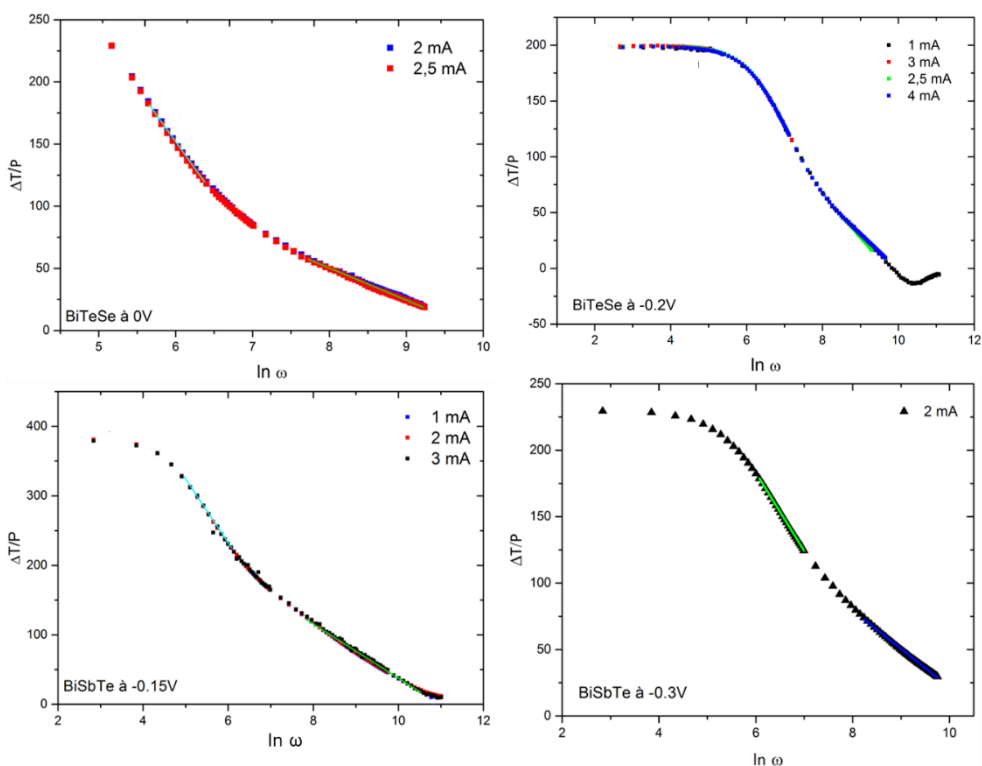 250
200
150
100
50
0
ΔT/P
2 mA
2,5 mA
BiTeSe à 0V
5 6 7 8 9 10
ln ω
200
150
100
50
0
-50
ΔT/P
1 mA
3 mA
2,5 mA
4 mA
BiTeSe à -0.2V
2 4 6 8 10 12
ln ω
400
300
200
100
0
ΔT/P
1 mA
2 mA
3 mA
BiSbTe à -0.15V
2 4 6 8 10 12
ln ω
250
200
150
100
50
0
ΔT/P
2 mA
BiSbTe à -0.3V
2 4 6 8 10
ln ω